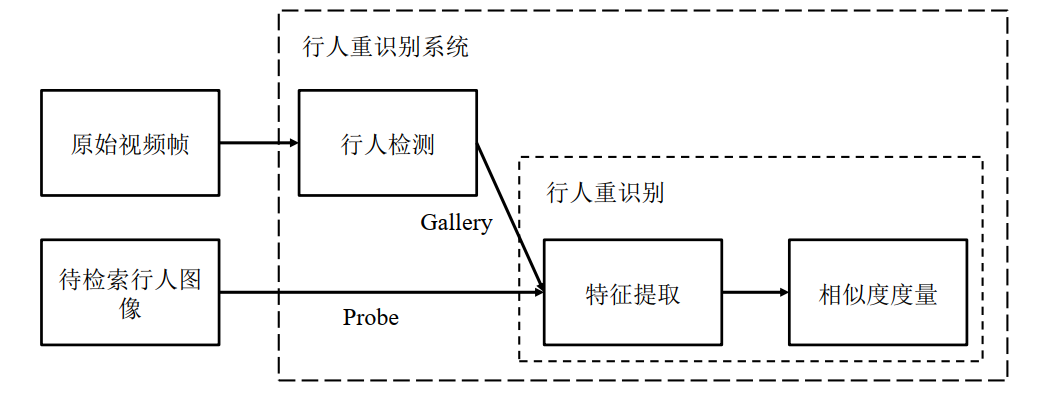 行人重识别系统
原始视频帧
行人检测
行人重识别
Gallery
待检索行人图
像
特征提取
相似度度量
Probe